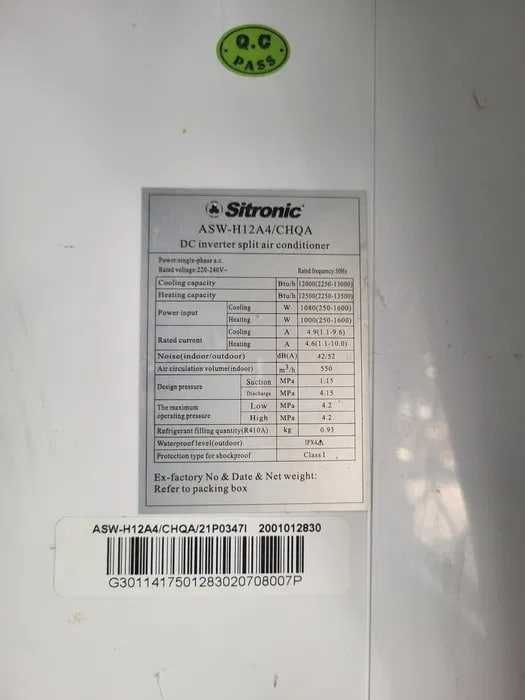 Q.C
PASS
Sitronic
ASW-H12A4/CHQA
DC inverter split air conditioner
Power:single-phase a.c.
Rated voltage:220-240V~ Rated frequency:50Hz
Cooling capacity Btu/h 12000(2250-13000)
Heating capacity Btu/h 12500(2250-13500)
Power input Cooling W 1080(250-1600)
Heating W 1000(250-1600)
Rated current Cooling A 4.9(1.1-9.6)
Heating A 4.6(1.1-10.0)
Noise(indoor/outdoor) dB(A) 42/52
Air circulation volume(indoor) m³/h 550
Design pressure Suction MPa 1.15
Discharge MPa 4.15
The maximum operating pressure Low MPa 4.2
High MPa 4.2
Refrigerant filling quantity(R410A) kg 0.93
Waterproof level(outdoor) IPX4
Protection type for shockproof Class I
Ex-factory No & Date & Net weight:
Refer to packing box
ASW-H12A4/CHQA/21P0347I 2001012830
G3011417501283020708007P